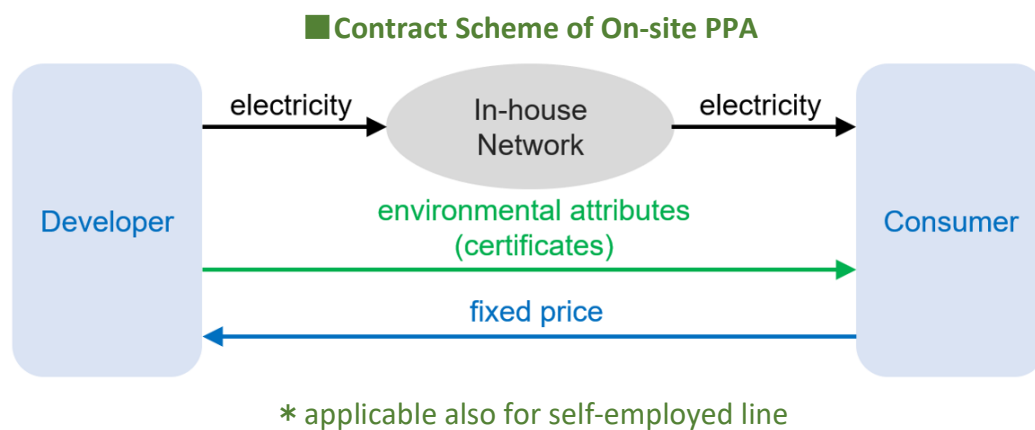 ■Contract Scheme of On-site PPA
electricity
In-house
Network
electricity
Developer
environmental attributes
(certificates)
Consumer
fixed price
* applicable also for self-employed line